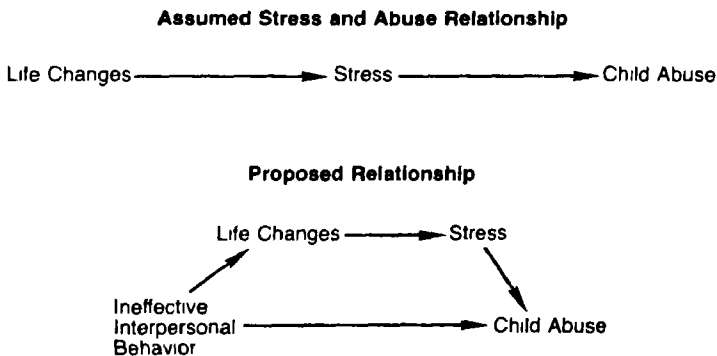 Assumed Stress and Abuse Relationship
Life Changes Stress Child Abuse
Proposed Relationship
Life Changes Stress
Ineffective
Interpersonal
Behavior
Child Abuse